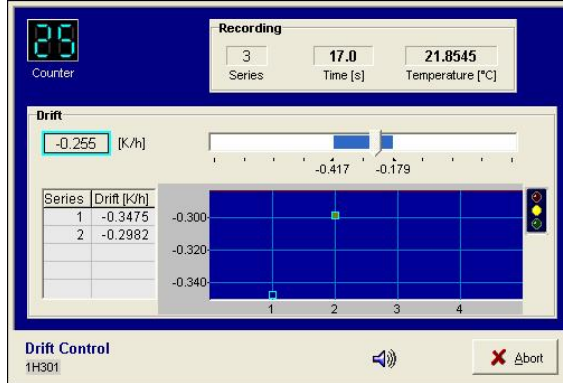 25
Counter
Recording
3 17.0 21.8545
Series Time [s] Temperature [°C]
Drift
-0.255 [K/h]
-0.417 -0.179
Series Drift [K/h]
1 -0.3475
2 -0.2982
-0.300
-0.320
-0.340
1 2 3 4
Drift Control
1H301
Abort